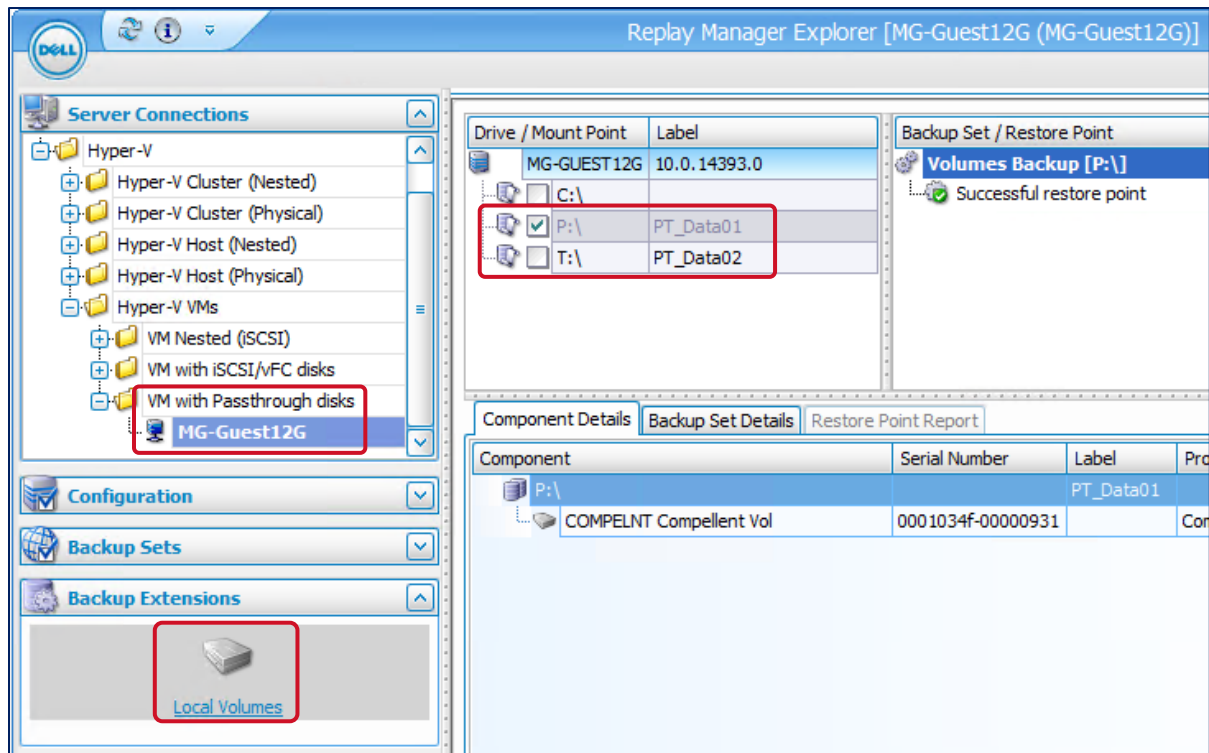 DELL
Replay Manager Explorer [MG-Guest12G (MG-Guest12G)]
Server Connections
Hyper-V
Hyper-V Cluster (Nested)
Hyper-V Cluster (Physical)
Hyper-V Host (Nested)
Hyper-V Host (Physical)
Hyper-V VMs
VM Nested (iSCSI)
VM with iSCSI/vFC disks
VM with Passthrough disks
MG-Guest12G
Configuration
Backup Sets
Backup Extensions
Local Volumes
Drive / Mount Point Label
MG-GUEST12G 10.0.14393.0
C:\
P:\ PT_Data01
T:\ PT_Data02
Backup Set / Restore Point
Volumes Backup [P:\]
Successful restore point
Component Details Backup Set Details Restore Point Report
Component Serial Number Label Pro
P:\ PT_Data01
COMPELNT Compellent Vol 0001034f-00000931 Com